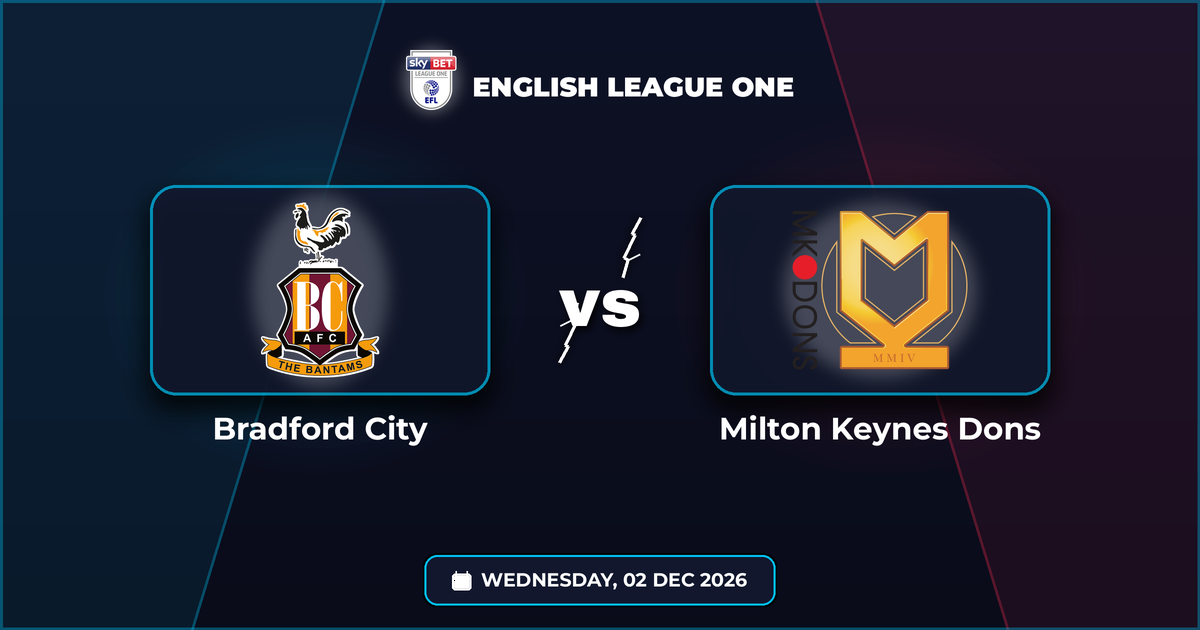 sky BET
LEAGUE ONE
EFL
ENGLISH LEAGUE ONE
BC
AFC
THE BANTAMS
VS
MK DONS
MMIV
Bradford City
Milton Keynes Dons
WEDNESDAY, 02 DEC 2026